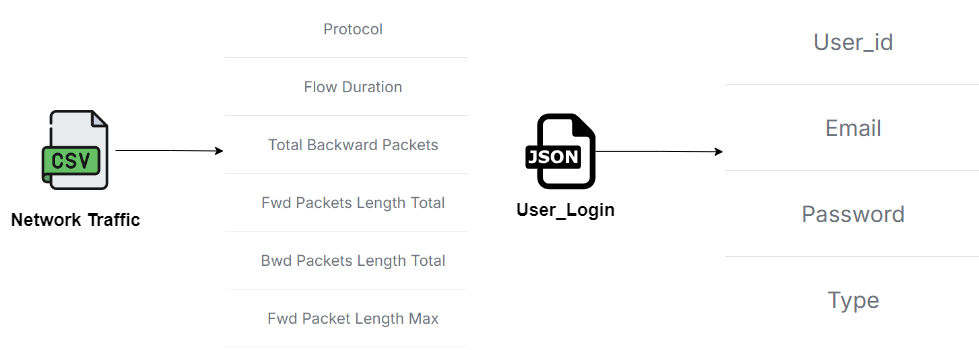 CSV
Network Traffic
Protocol
Flow Duration
Total Backward Packets
Fwd Packets Length Total
Bwd Packets Length Total
Fwd Packet Length Max
JSON
User_Login
User_id
Email
Password
Type